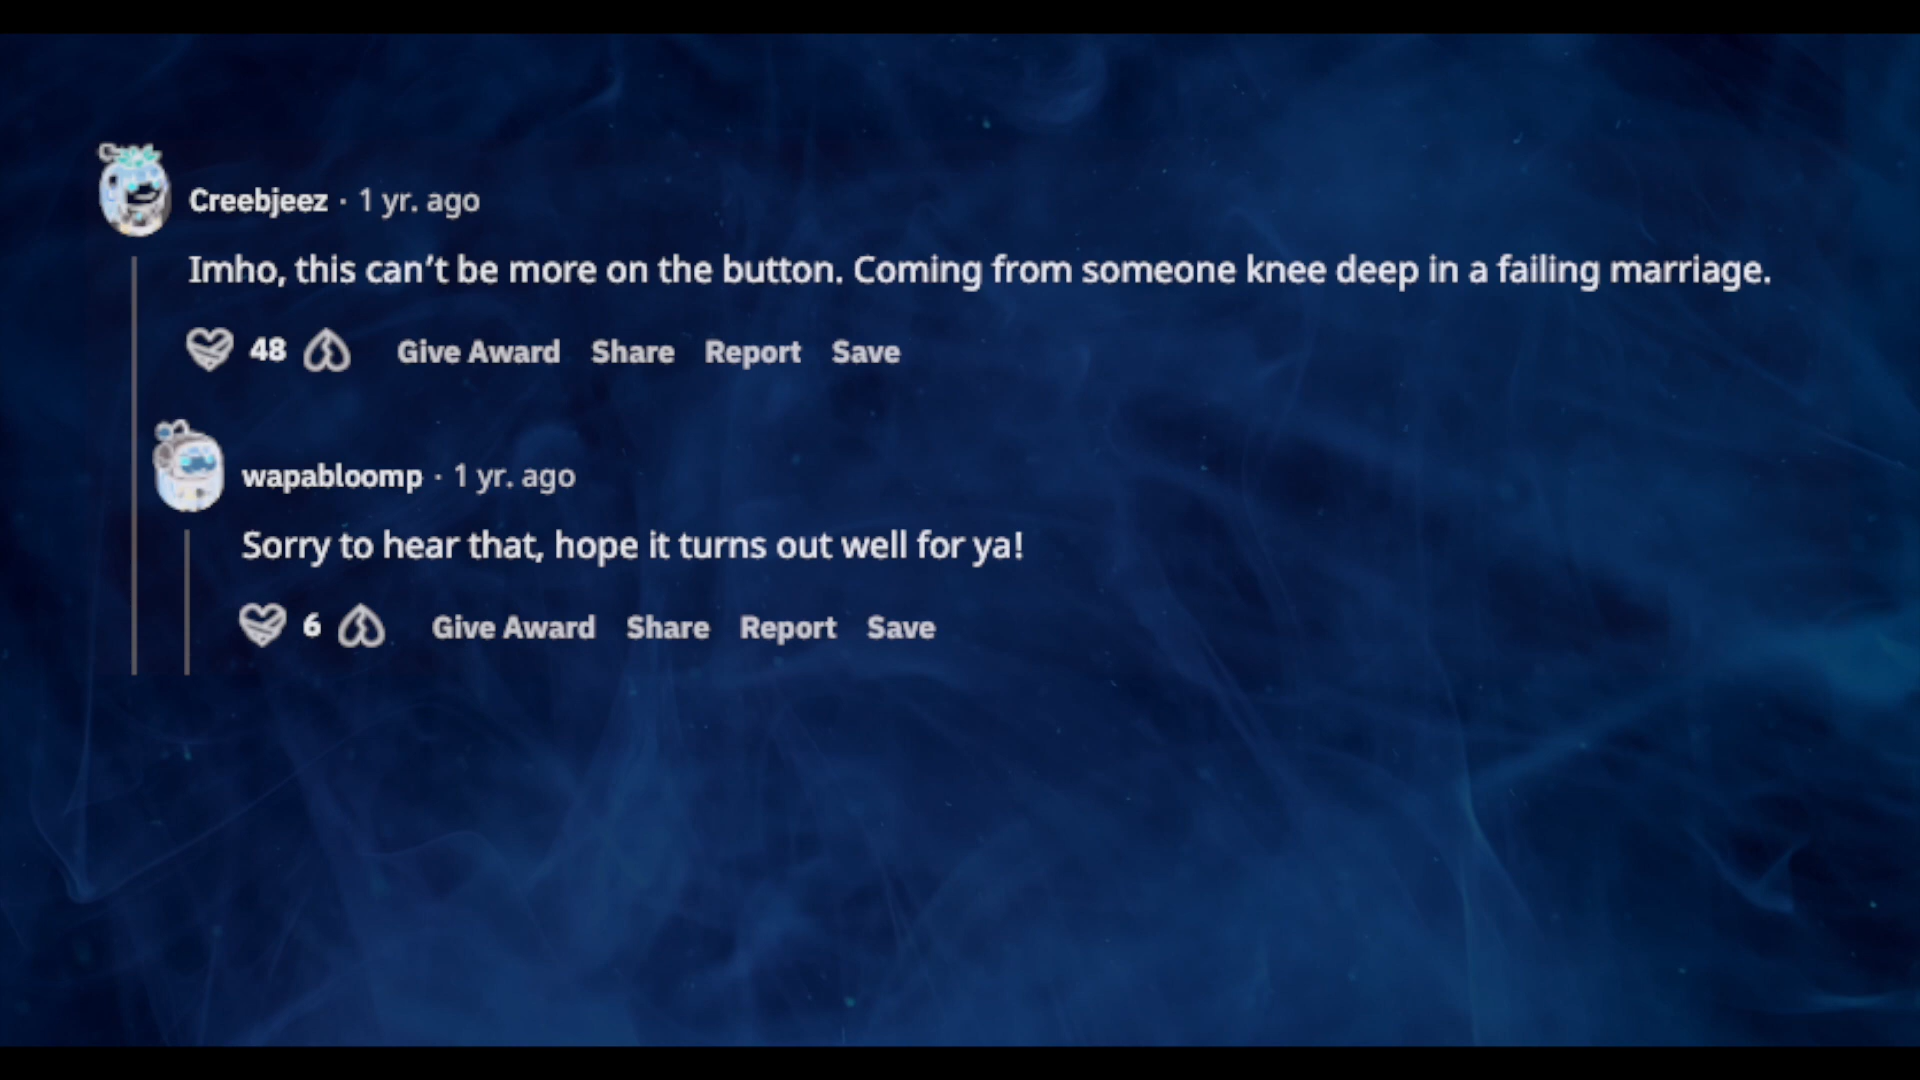 Creebjeez · 1 yr. ago
Imho, this can't be more on the button. Coming from someone knee deep in a failing marriage.
48 Give Award Share Report Save
wapabloomp · 1 yr. ago
Sorry to hear that, hope it turns out well for ya!
6 Give Award Share Report Save